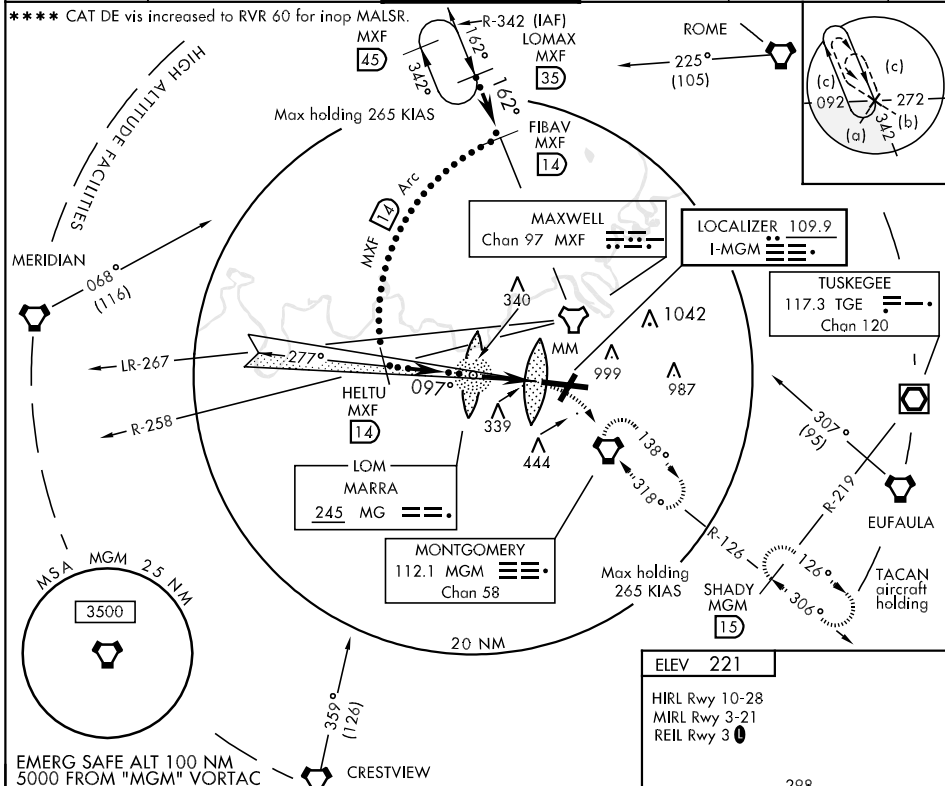 **** CAT DE vis increased to RVR 60 for inop MALSR.
R-342 (IAF)
LOMAX
MXF
35
MXF
45
162°
342°
162°
ROME
225°
(105)
(c)
(c)
092
272
(a)
(b)
342
HIGH ALTITUDE FACILITIES
Max holding 265 KIAS
FIBAV
MXF
14
MXF 14 Arc
MAXWELL
Chan 97 MXF
LOCALIZER 109.9
I-MGM
MERIDIAN
068°
(116)
TUSKEGEE
117.3 TGE
Chan 120
340
1042
MM
999
987
LR-267
277°
097°
R-258
HELTU
MXF
14
339
444
307°
(95)
138°
318°
R-219
EUFAULA
LOM
MARRA
245 MG
MONTGOMERY
112.1 MGM
Chan 58
R-126
126°
306°
TACAN
aircraft
holding
Max holding
265 KIAS
SHADY
MGM
15
MSA MGM 25 NM
3500
20 NM
359°
(126)
ELEV 221
HIRL Rwy 10-28
MIRL Rwy 3-21
REIL Rwy 3 L
EMERG SAFE ALT 100 NM
5000 FROM "MGM" VORTAC
CRESTVIEW